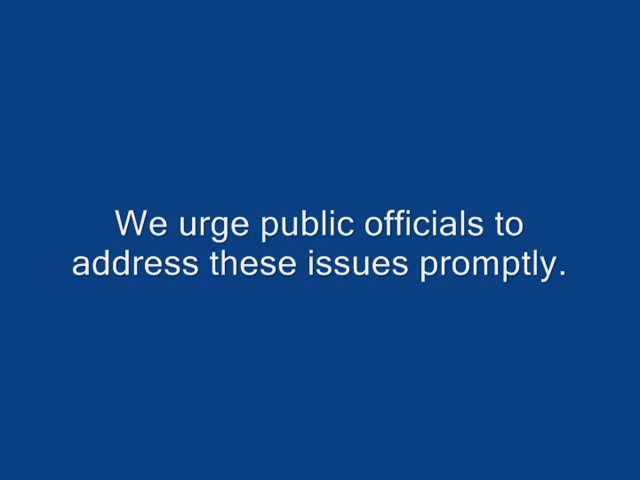 We urge public officials to
address these issues promptly.